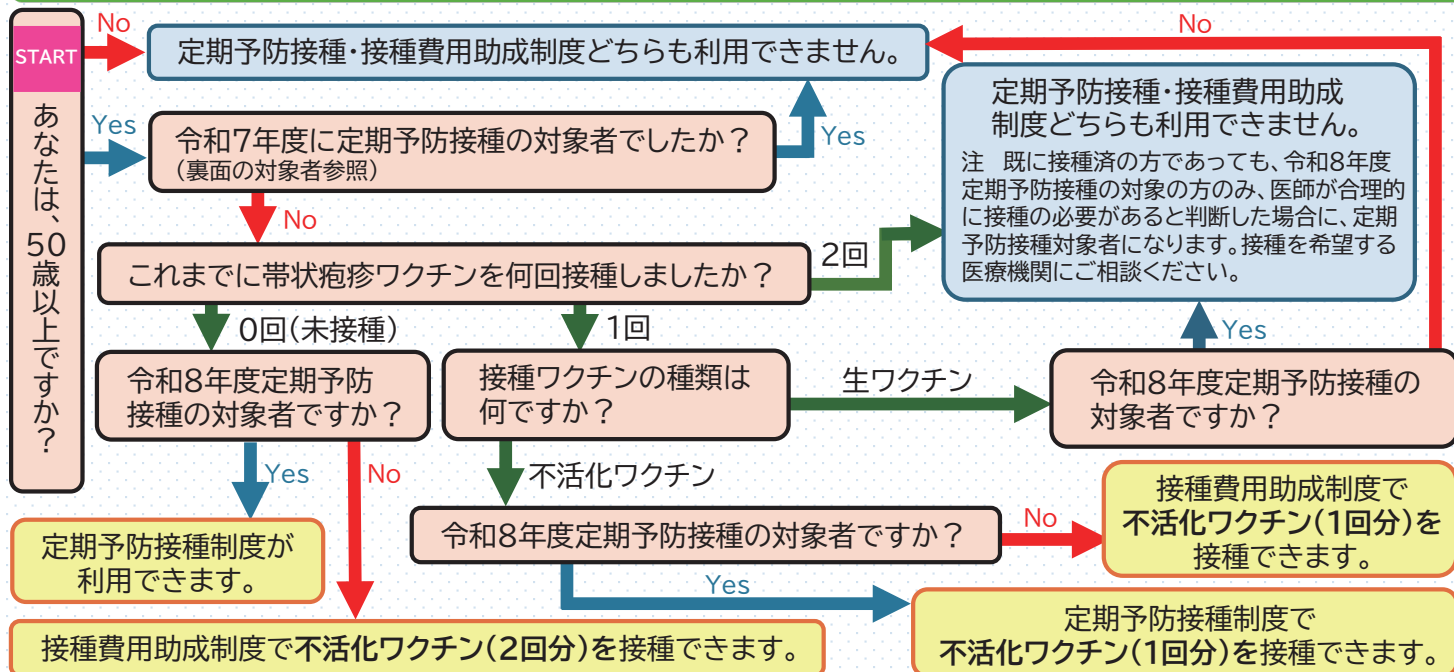 START
あなたは、50歳以上ですか？
No
定期予防接種・接種費用助成制度どちらも利用できません。
No
Yes
令和7年度に定期予防接種の対象者でしたか？
(裏面の対象者参照)
Yes
No
定期予防接種・接種費用助成
制度どちらも利用できません。
注　既に接種済の方であっても、令和8年度
定期予防接種の対象の方のみ、医師が合理的
に接種の必要があると判断した場合に、定期
予防接種対象者になります。接種を希望する
医療機関にご相談ください。
これまでに帯状疱疹ワクチンを何回接種しましたか？
2回
0回(未接種)
1回
Yes
令和8年度定期予防
接種の対象者ですか？
接種ワクチンの種類は
何ですか？
生ワクチン
令和8年度定期予防接種の
対象者ですか？
Yes
No
不活化ワクチン
定期予防接種制度が
利用できます。
令和8年度定期予防接種の対象者ですか？
No
接種費用助成制度で
不活化ワクチン(1回分)を
接種できます。
Yes
接種費用助成制度で不活化ワクチン(2回分)を接種できます。
定期予防接種制度で
不活化ワクチン(1回分)を接種できます。